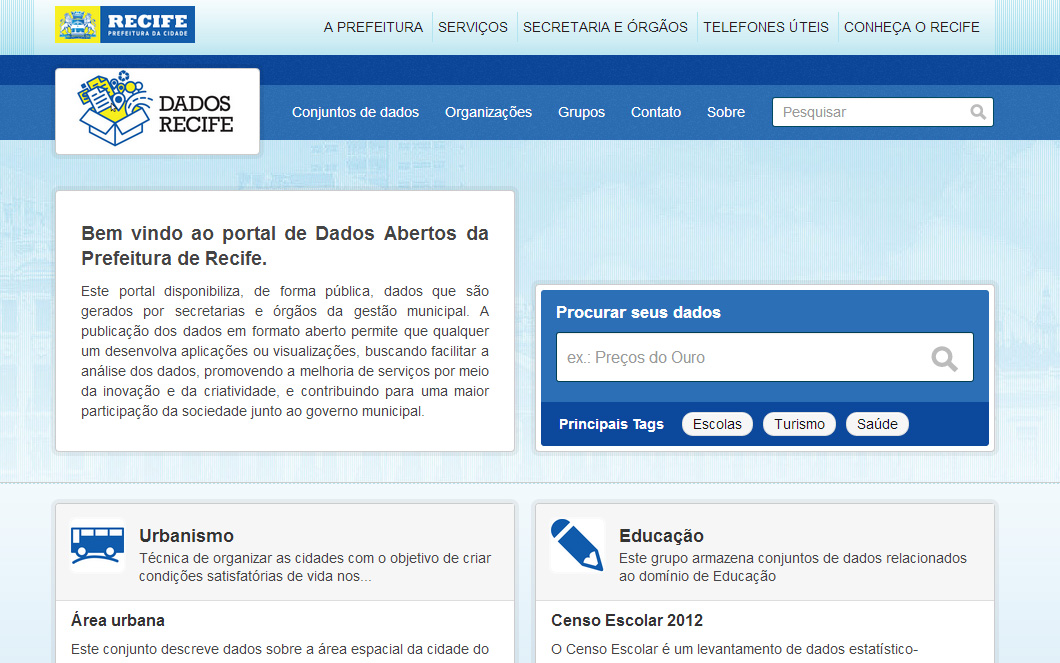 RECIFE
PREFEITURA DA CIDADE
A PREFEITURA SERVIÇOS SECRETARIA E ÓRGÃOS TELEFONES ÚTEIS CONHEÇA O RECIFE
DADOS
RECIFE
Conjuntos de dados Organizações Grupos Contato Sobre Pesquisar
Bem vindo ao portal de Dados Abertos da
Prefeitura de Recife.
Este portal disponibiliza, de forma pública, dados que são
gerados por secretarias e órgãos da gestão municipal. A
publicação dos dados em formato aberto permite que qualquer
um desenvolva aplicações ou visualizações, buscando facilitar a
análise dos dados, promovendo a melhoria de serviços por meio
da inovação e da criatividade, e contribuindo para uma maior
participação da sociedade junto ao governo municipal.
Procurar seus dados
ex.: Preços do Ouro
Principais Tags Escolas Turismo Saúde
Urbanismo
Técnica de organizar as cidades com o objetivo de criar
condições satisfatórias de vida nos...
Área urbana
Este conjunto descreve dados sobre a área espacial da cidade do
Educação
Este grupo armazena conjuntos de dados relacionados
ao domínio de Educação
Censo Escolar 2012
O Censo Escolar é um levantamento de dados estatístico-